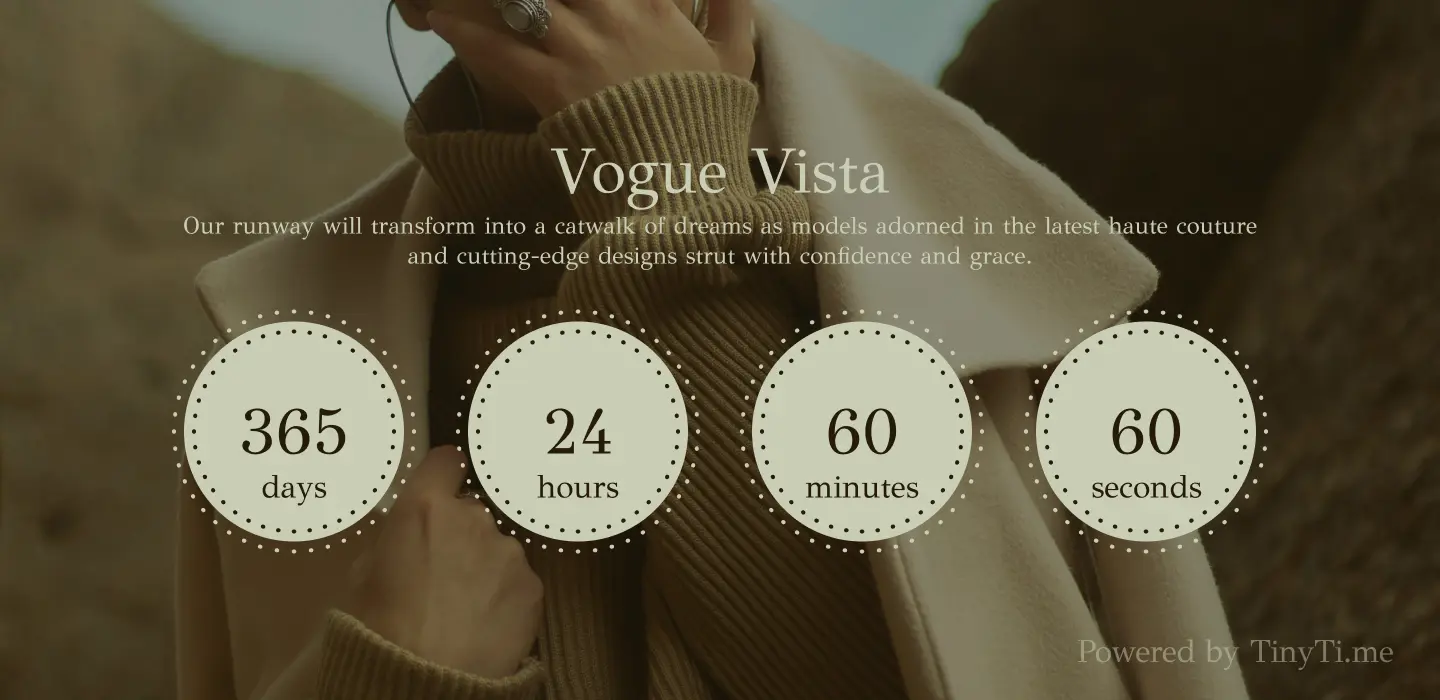 Vogue Vista
Our runway will transform into a catwalk of dreams as models adorned in the latest haute couture
and cutting-edge designs strut with confidence and grace.
365 24 60 60
days hours minutes seconds
Powered by TinyTi.me